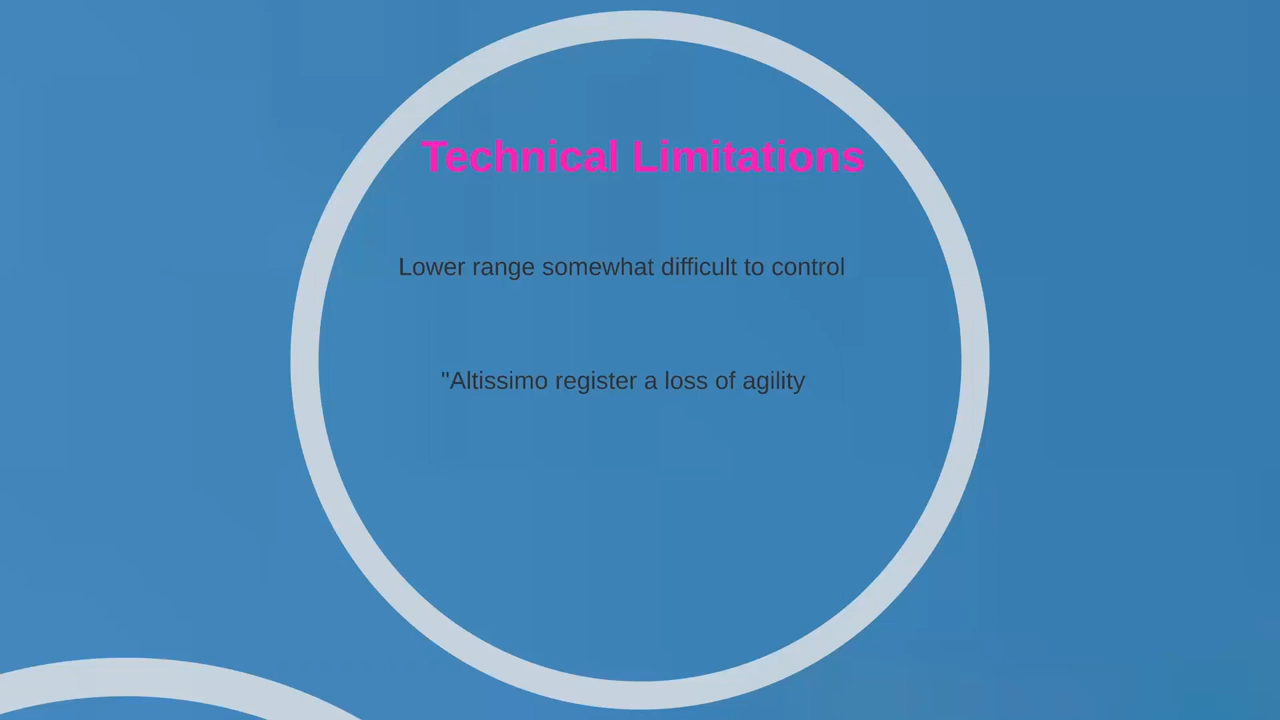 Technical Limitations
Lower range somewhat difficult to control
"Altissimo register a loss of agility